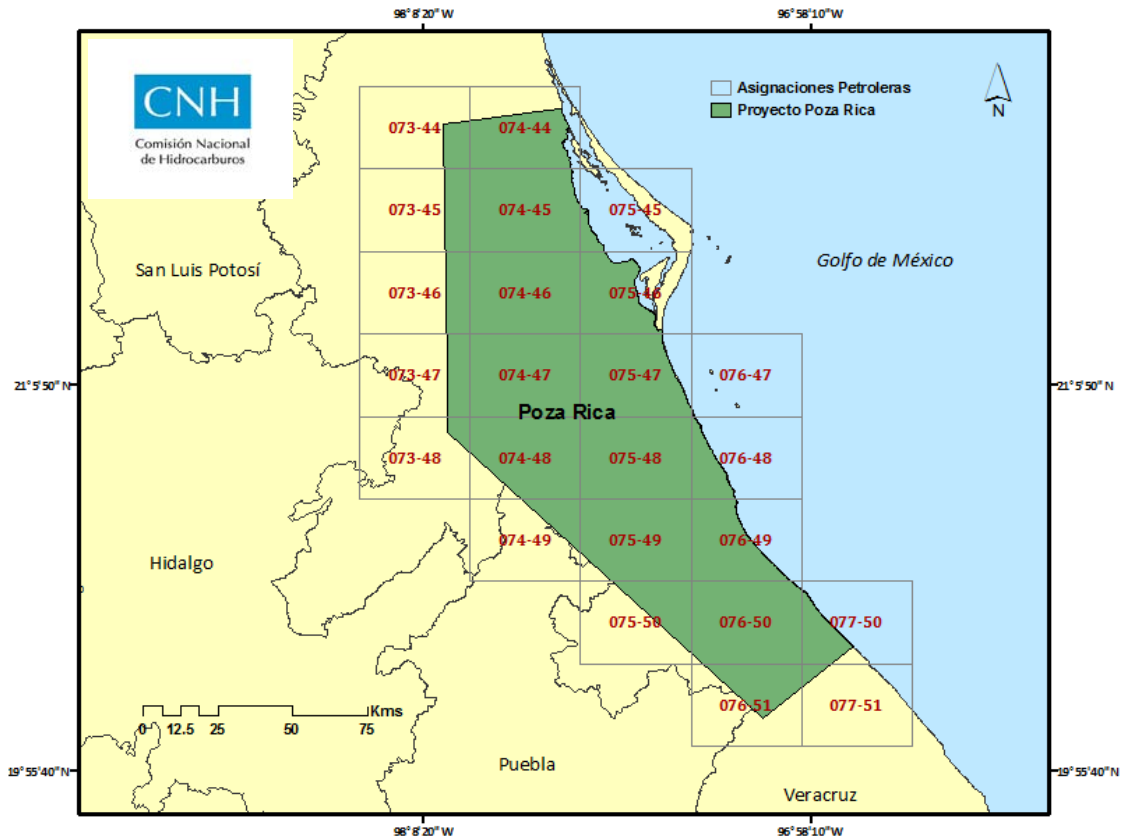 98°8'20"W
96°58'10"W
CNH
Comisión Nacional
de Hidrocarburos
Asignaciones Petroleras
Proyecto Poza Rica
N
073-44
074-44
073-45
074-45
075-45
San Luis Potosí
Golfo de México
073-46
074-46
075-46
21°5'50"N
21°5'50"N
073-47
074-47
075-47
076-47
Poza Rica
073-48
074-48
075-48
076-48
074-49
075-49
076-49
Hidalgo
075-50
076-50
077-50
076-51
077-51
Kms
0 12.5 25 50 75
Puebla
19°55'40"N
19°55'40"N
Veracruz
98°8'20"W
96°58'10"W